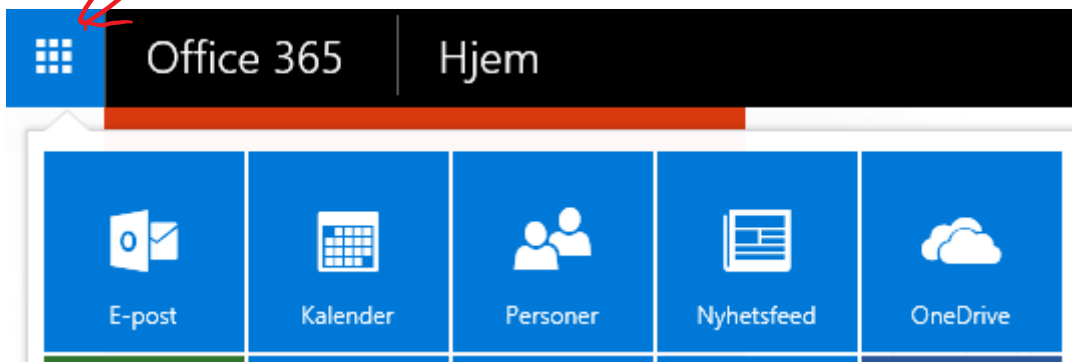 Office 365 Hjem
E-post Kalender Personer Nyhetsfeed OneDrive